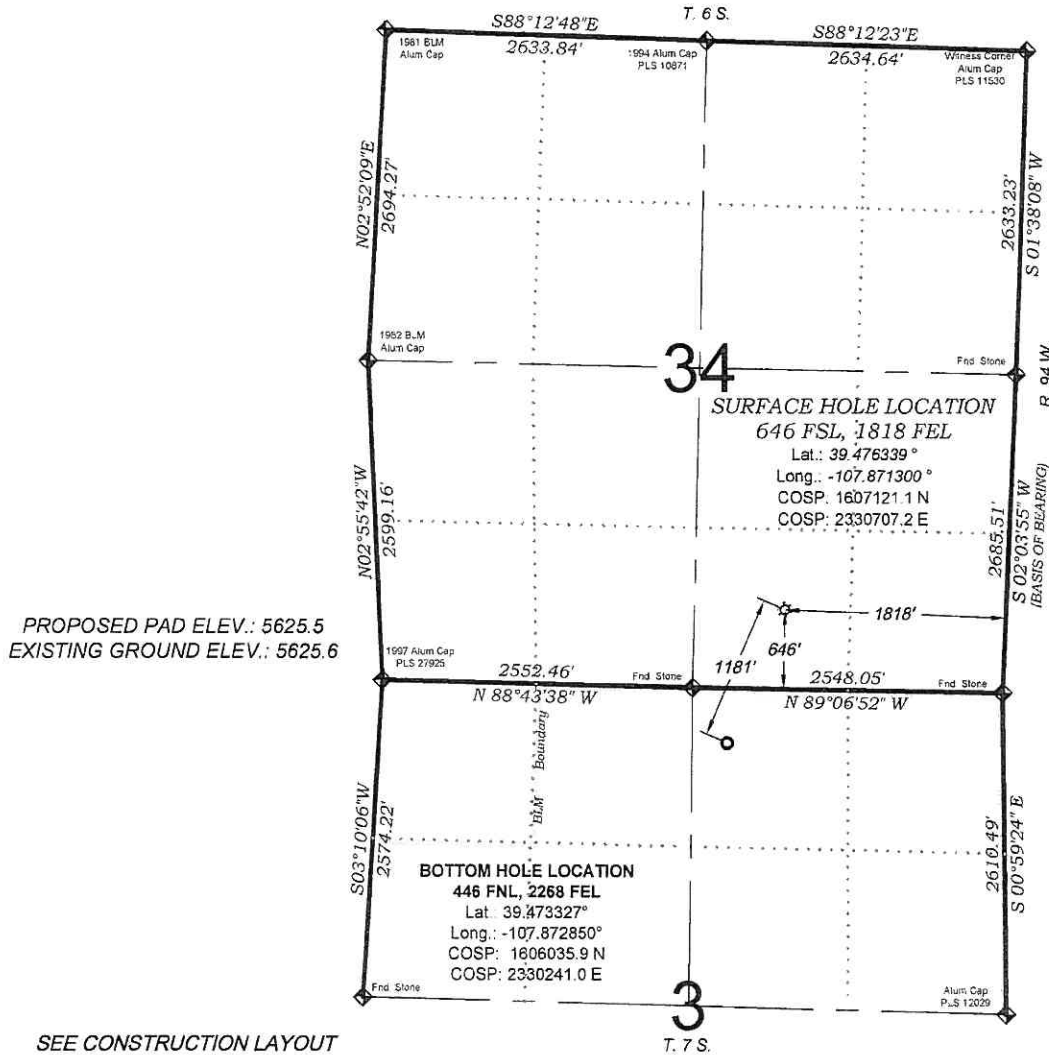 T. 6 S.
S88°12'48"E
2633.84'
S88°12'23"E
2634.64'
1981 BLM
Alum Cap
1994 Alum Cap
PLS 10871
Witness Corner
Alum Cap
PLS 11530
N02°52'09"E
2694.27'
2633.23'
S 01°38'08" W
1952 BLM
Alum Cap
34
Fnd Stone
R. 94 W.
SURFACE HOLE LOCATION
646 FSL, 1818 FEL
Lat.: 39.476339 °
Long.: -107.871300 °
COSP: 1607121.1 N
COSP: 2330707.2 E
N02°55'42"W
2599.16'
2685.51'
S 02°03'55" W
(BASIS OF BEARING)
PROPOSED PAD ELEV.: 5625.5
EXISTING GROUND ELEV.: 5625.6
1818'
646'
1181'
1997 Alum Cap
PLS 27925
2552.46'
N 88°43'38" W
Fnd Stone
2548.05'
N 89°06'52" W
Fnd Stone
BLM Boundary
S03°10'06"W
2574.22'
2610.49'
S 00°59'24" E
BOTTOM HOLE LOCATION
446 FNL, 2268 FEL
Lat.: 39.473327°
Long.: -107.872850°
COSP: 1606035.9 N
COSP: 2330241.0 E
Fnd Stone
3
Alum Cap
PLS 12029
SEE CONSTRUCTION LAYOUT
T. 7 S.